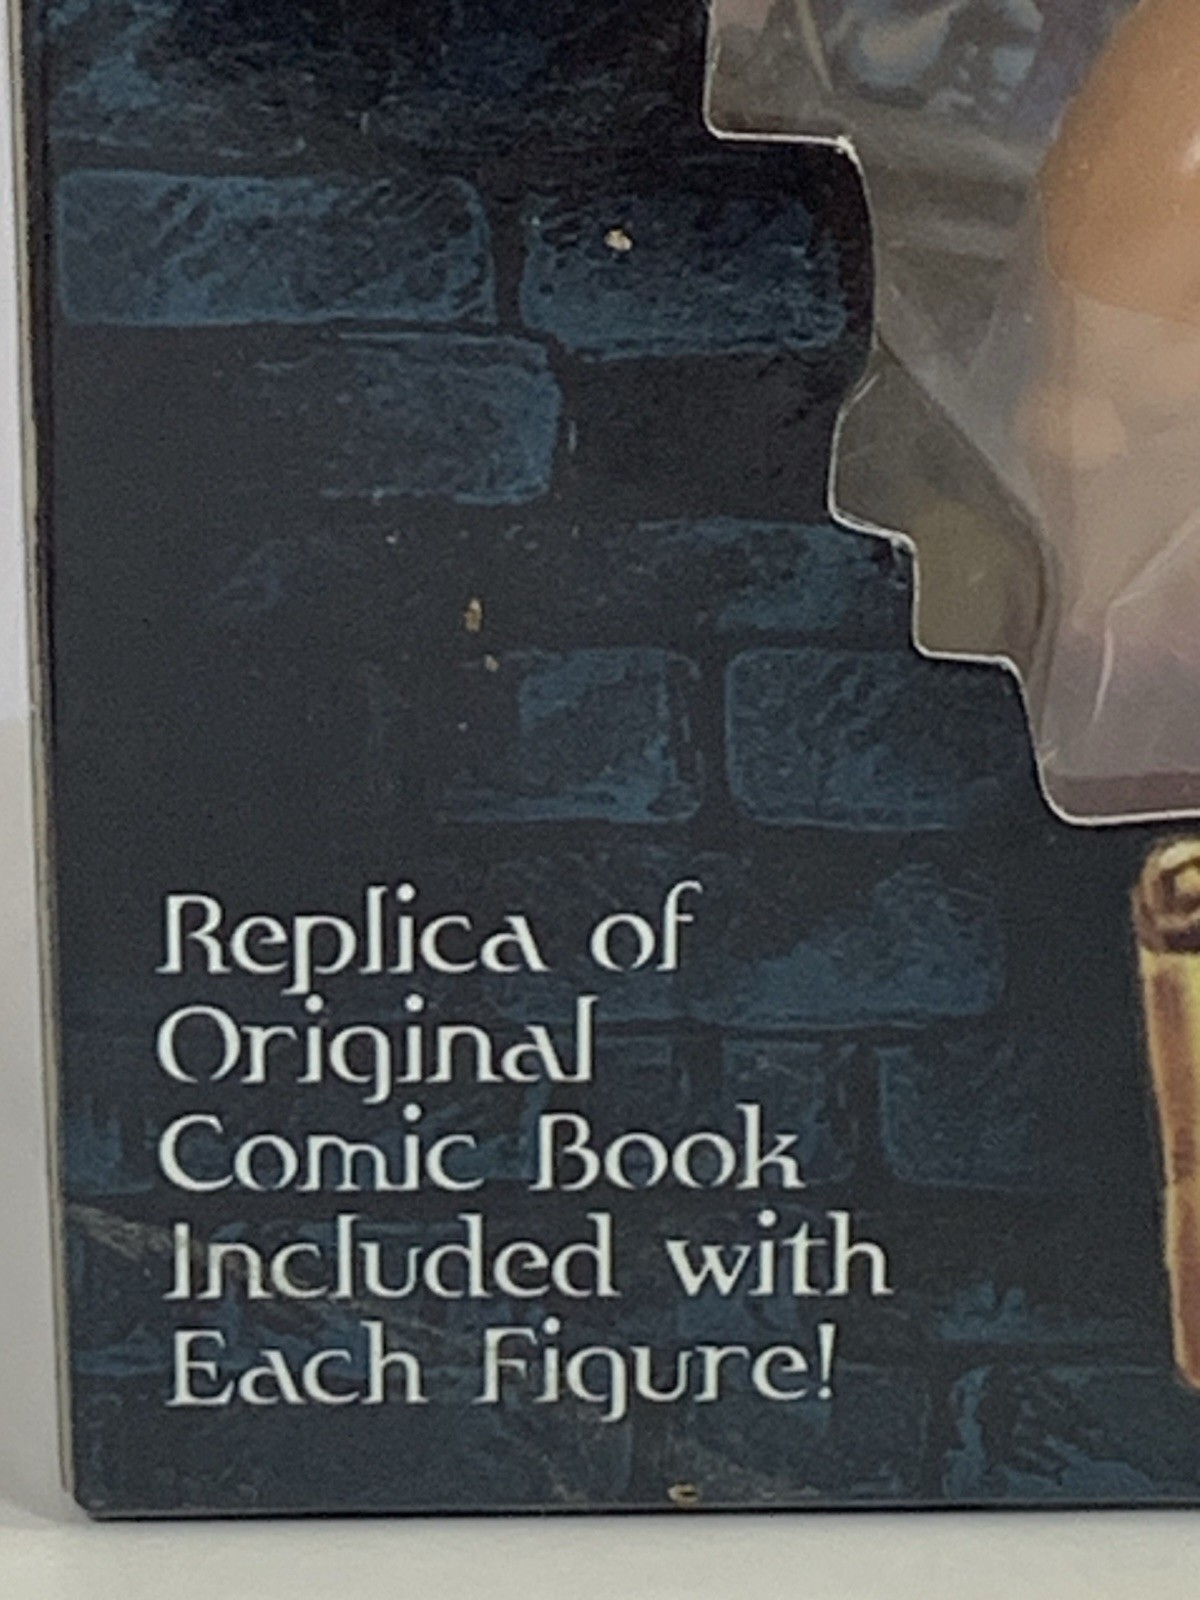 Replica of
Original
Comic Book
Included with
Each Figure!